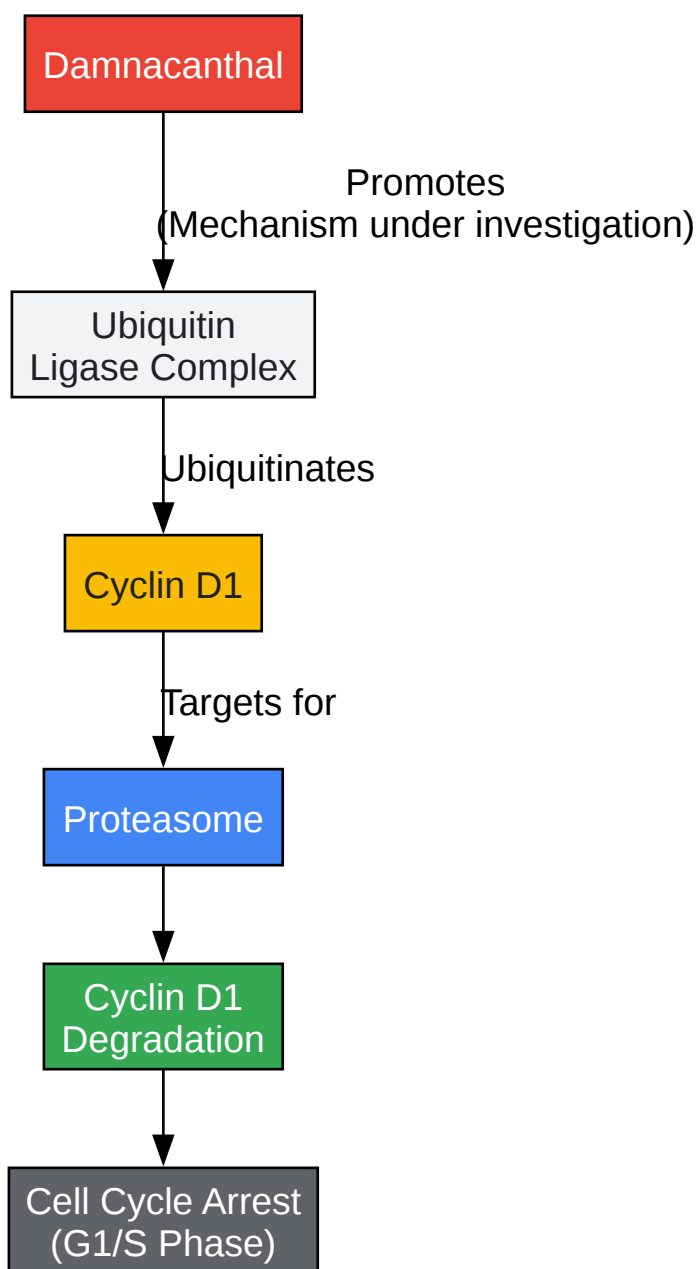 Damnacanthal
Promotes
(Mechanism under investigation)
Ubiquitin
Ligase Complex
Ubiquitinates
Cyclin D1
Targets for
Proteasome
Cyclin D1
Degradation
Cell Cycle Arrest
(G1/S Phase)